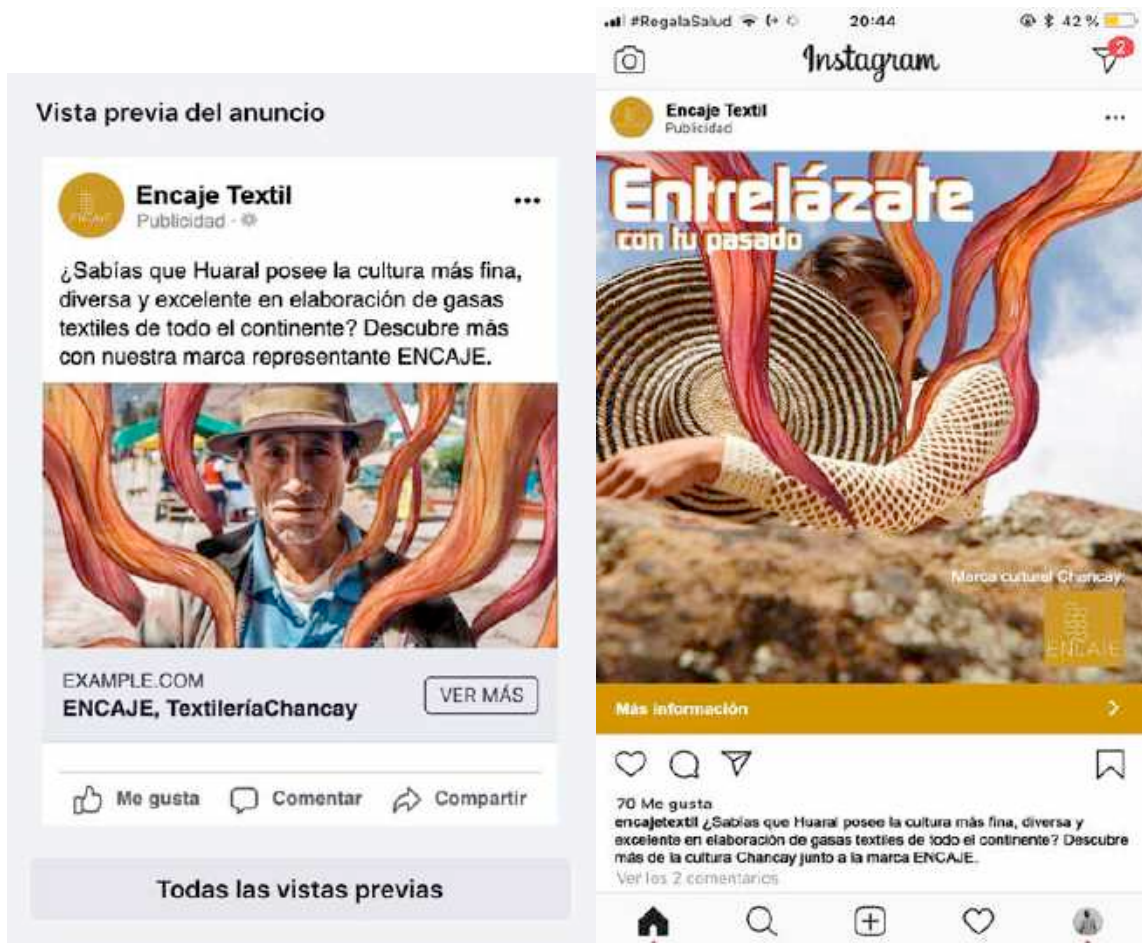 Vista previa del anuncio
Encaje Textil
Publicidad
ENCAJE
¿Sabías que Huaral posee la cultura más fina,
diversa y excelente en elaboración de gasas
textiles de todo el continente? Descubre más
con nuestra marca representante ENCAJE.
EXAMPLE.COM
ENCAJE, TextileríaChancay
VER MÁS
Me gusta
Comentar
Compartir
Todas las vistas previas
#RegalaSalud
20:44
42 %
Instagram
2
Encaje Textil
Publicidad
Entrelázate
con tu pasado
Marca cultural Chancay:
ENCAJE
Más información
70 Me gusta
encajetextil ¿Sabías que Huaral posee la cultura más fina, diversa y
excelente en elaboración de gasas textiles de todo el continente? Descubre
más de la cultura Chancay junto a la marca ENCAJE.
Ver los 2 comentarios